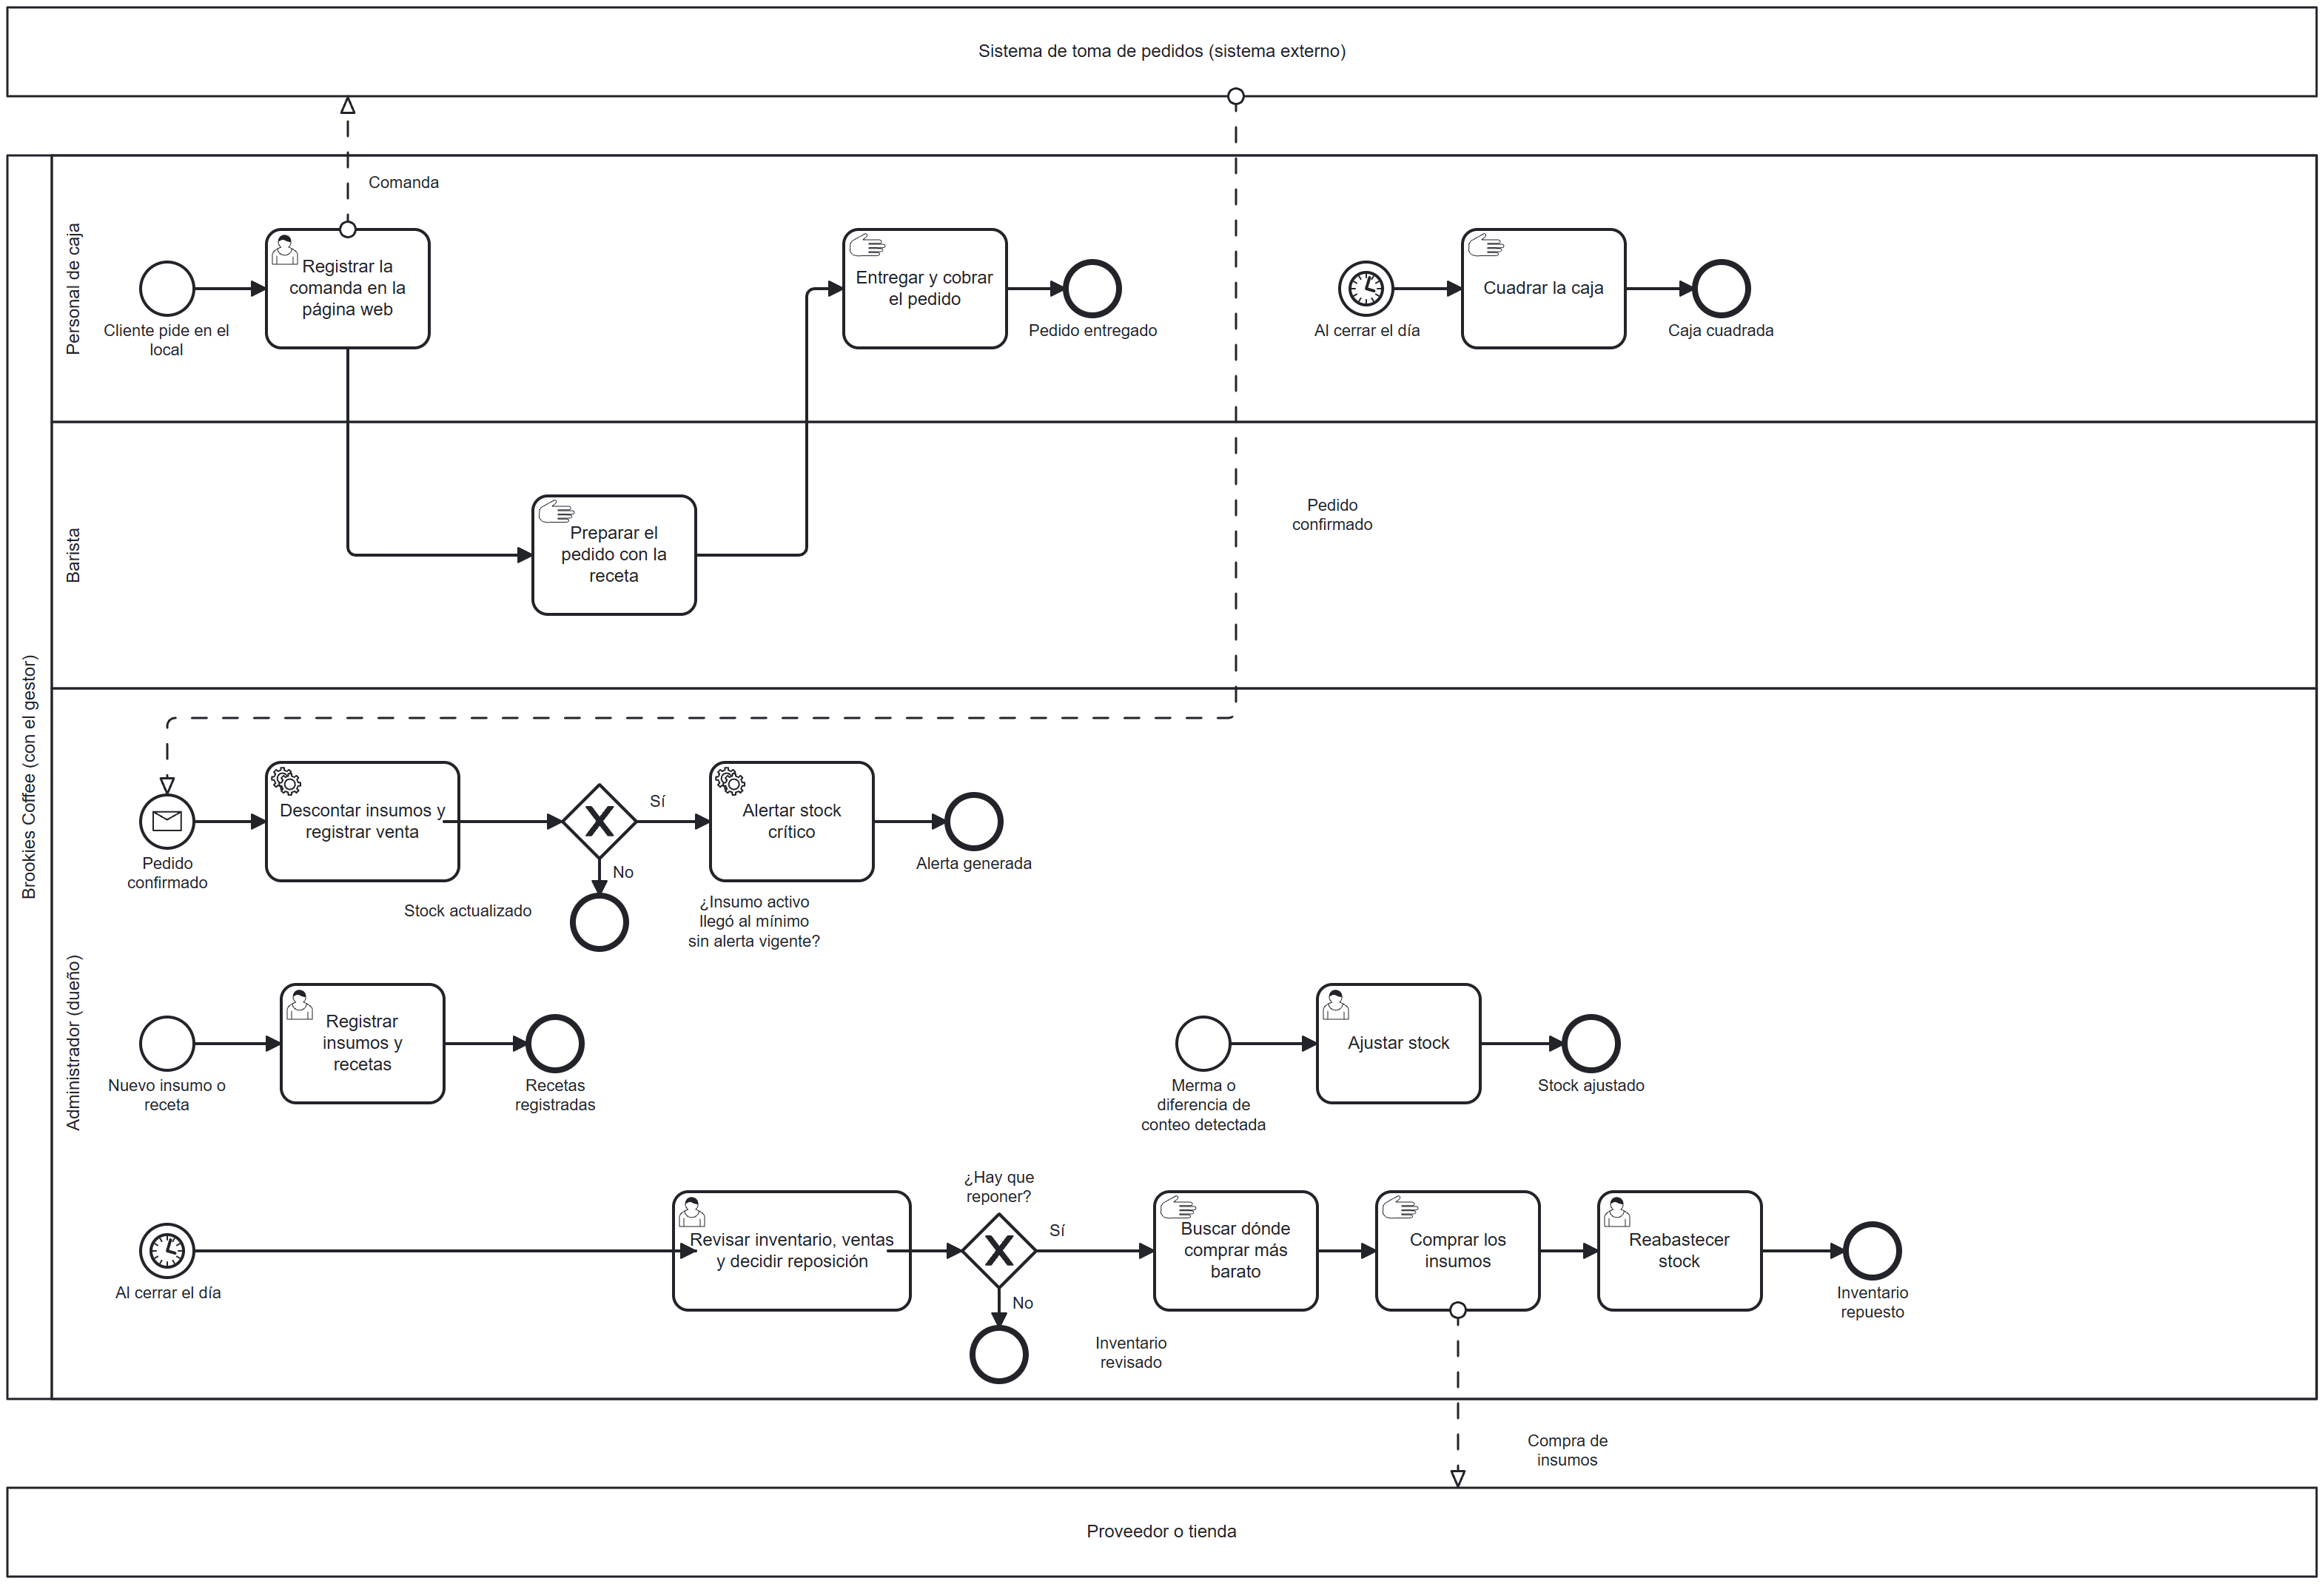 Sistema de toma de pedidos (sistema externo)
Brookies Coffee (con el gestor)
Personal de caja
Comanda
Cliente pide en el
local
Registrar la
comanda en la
página web
Entregar y cobrar
el pedido
Pedido entregado
Al cerrar el día
Cuadrar la caja
Caja cuadrada
Barista
Preparar el
pedido con la
receta
Pedido
confirmado
Administrador (dueño)
Pedido
confirmado
Descontar insumos y
registrar venta
Sí
No
Stock actualizado
Alertar stock
crítico
¿Insumo activo
llegó al mínimo
sin alerta vigente?
Alerta generada
Nuevo insumo o
receta
Registrar
insumos y
recetas
Recetas
registradas
Merma o
diferencia de
conteo detectada
Ajustar stock
Stock ajustado
Al cerrar el día
Revisar inventario, ventas
y decidir reposición
¿Hay que
reponer?
Sí
No
Inventario
revisado
Buscar dónde
comprar más
barato
Comprar los
insumos
Reabastecer
stock
Inventario
repuesto
Compra de
insumos
Proveedor o tienda